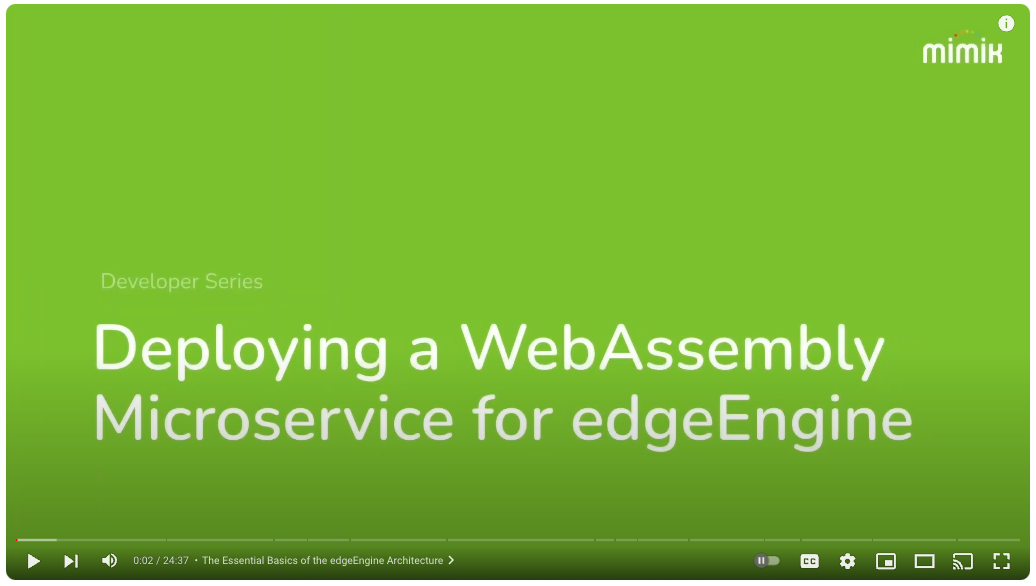 mimik
Developer Series
Deploying a WebAssembly
Microservice for edgeEngine
0:02 / 24:37 • The Essential Basics of the edgeEngine Architecture
CC